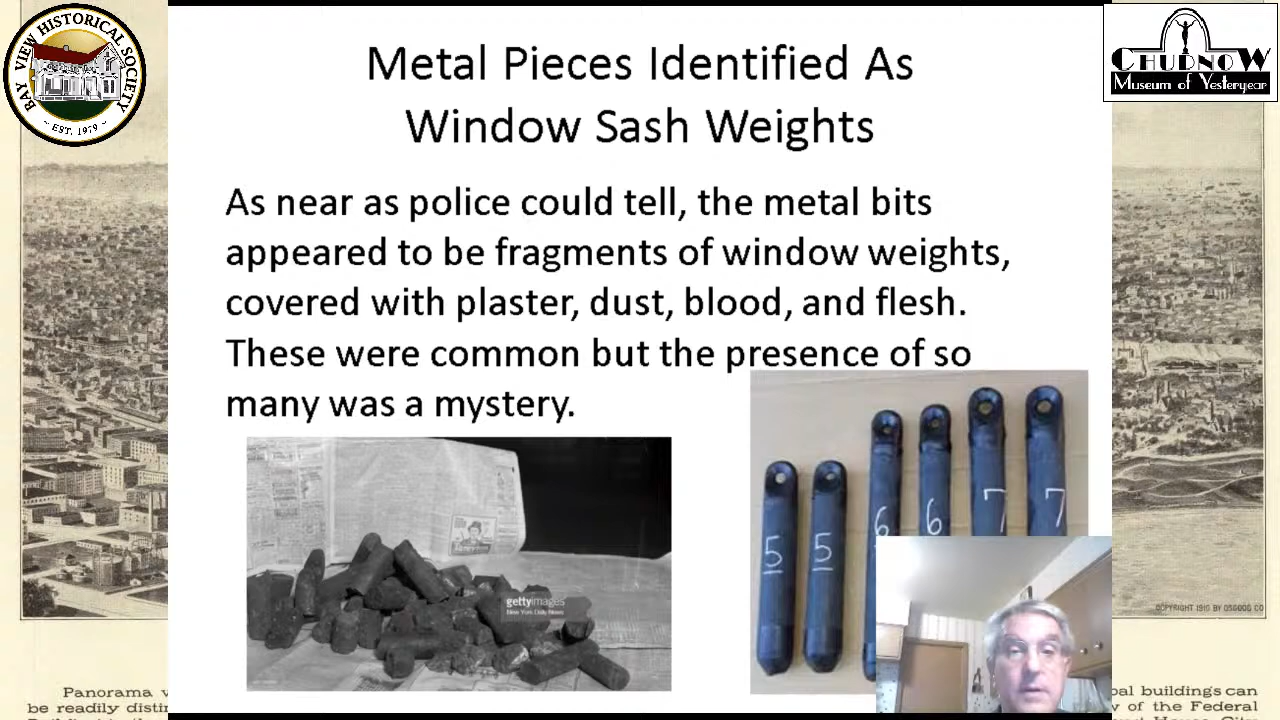 BAY VIEW HISTORICAL SOCIETY
~ EST. 1979 ~
CHUDNOW
Museum of Yesteryear
Metal Pieces Identified As
Window Sash Weights
As near as police could tell, the metal bits
appeared to be fragments of window weights,
covered with plaster, dust, blood, and flesh.
These were common but the presence of so
many was a mystery.
gettyimages
New York Daily News
5
5
6
6
7
7
COPYRIGHT 1915 BY OSGOOD CO
Panorama
be readily
buildings can
of the Federal